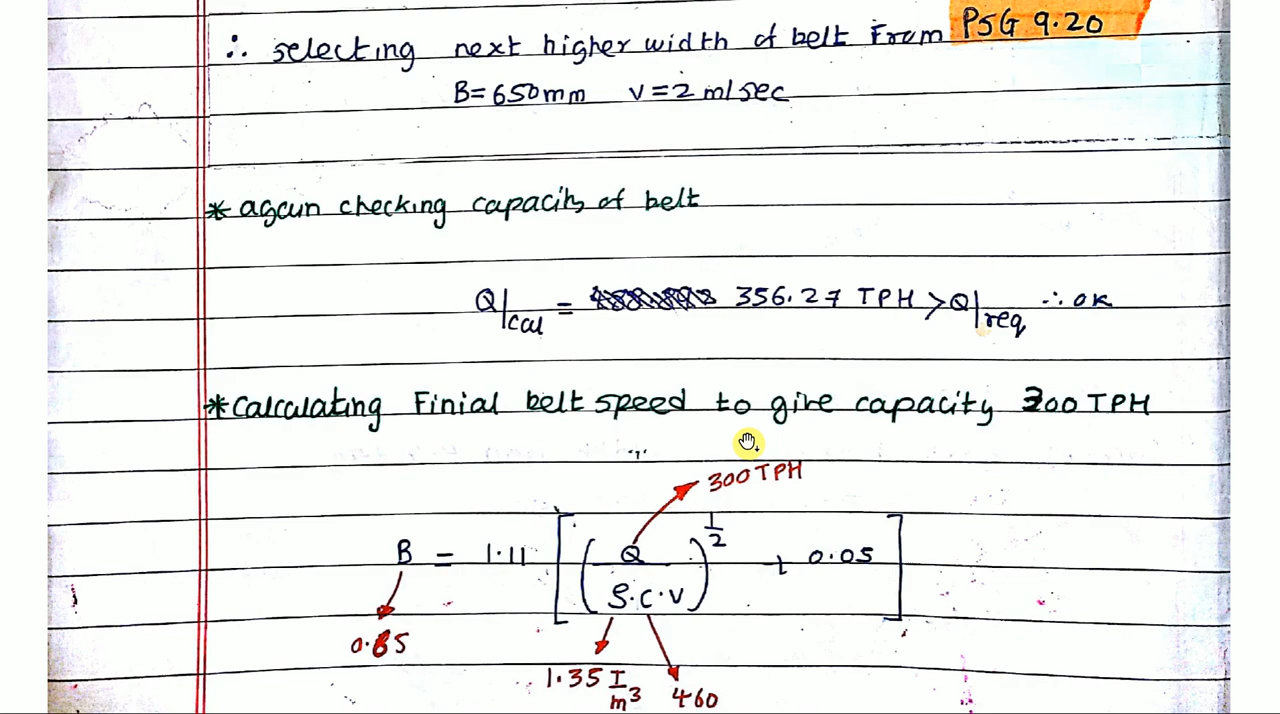 ∴ selecting next higher width of belt From PSG 9.20
B=650mm v=2 m/sec
* again checking capacity of belt
Q|cal = 356.27 TPH > Q|req ∴ OK
* Calculating Finial belt speed to give capacity 300 TPH
300 TPH
B = 1.11 [ ( Q / ρ.c.v )^1/2 + 0.05 ]
0.65
1.35 T/m³ 460